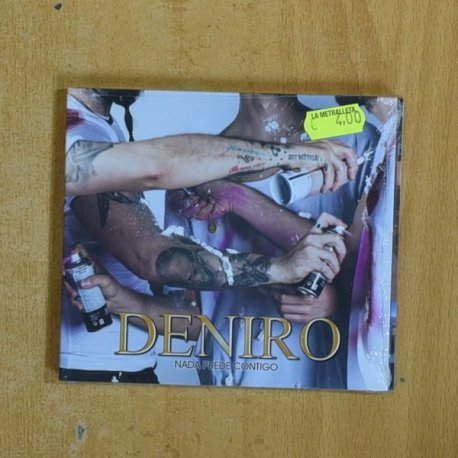 LA METRALLETA
€ 4,00
DENIRO
NADA PUEDE CONTIGO